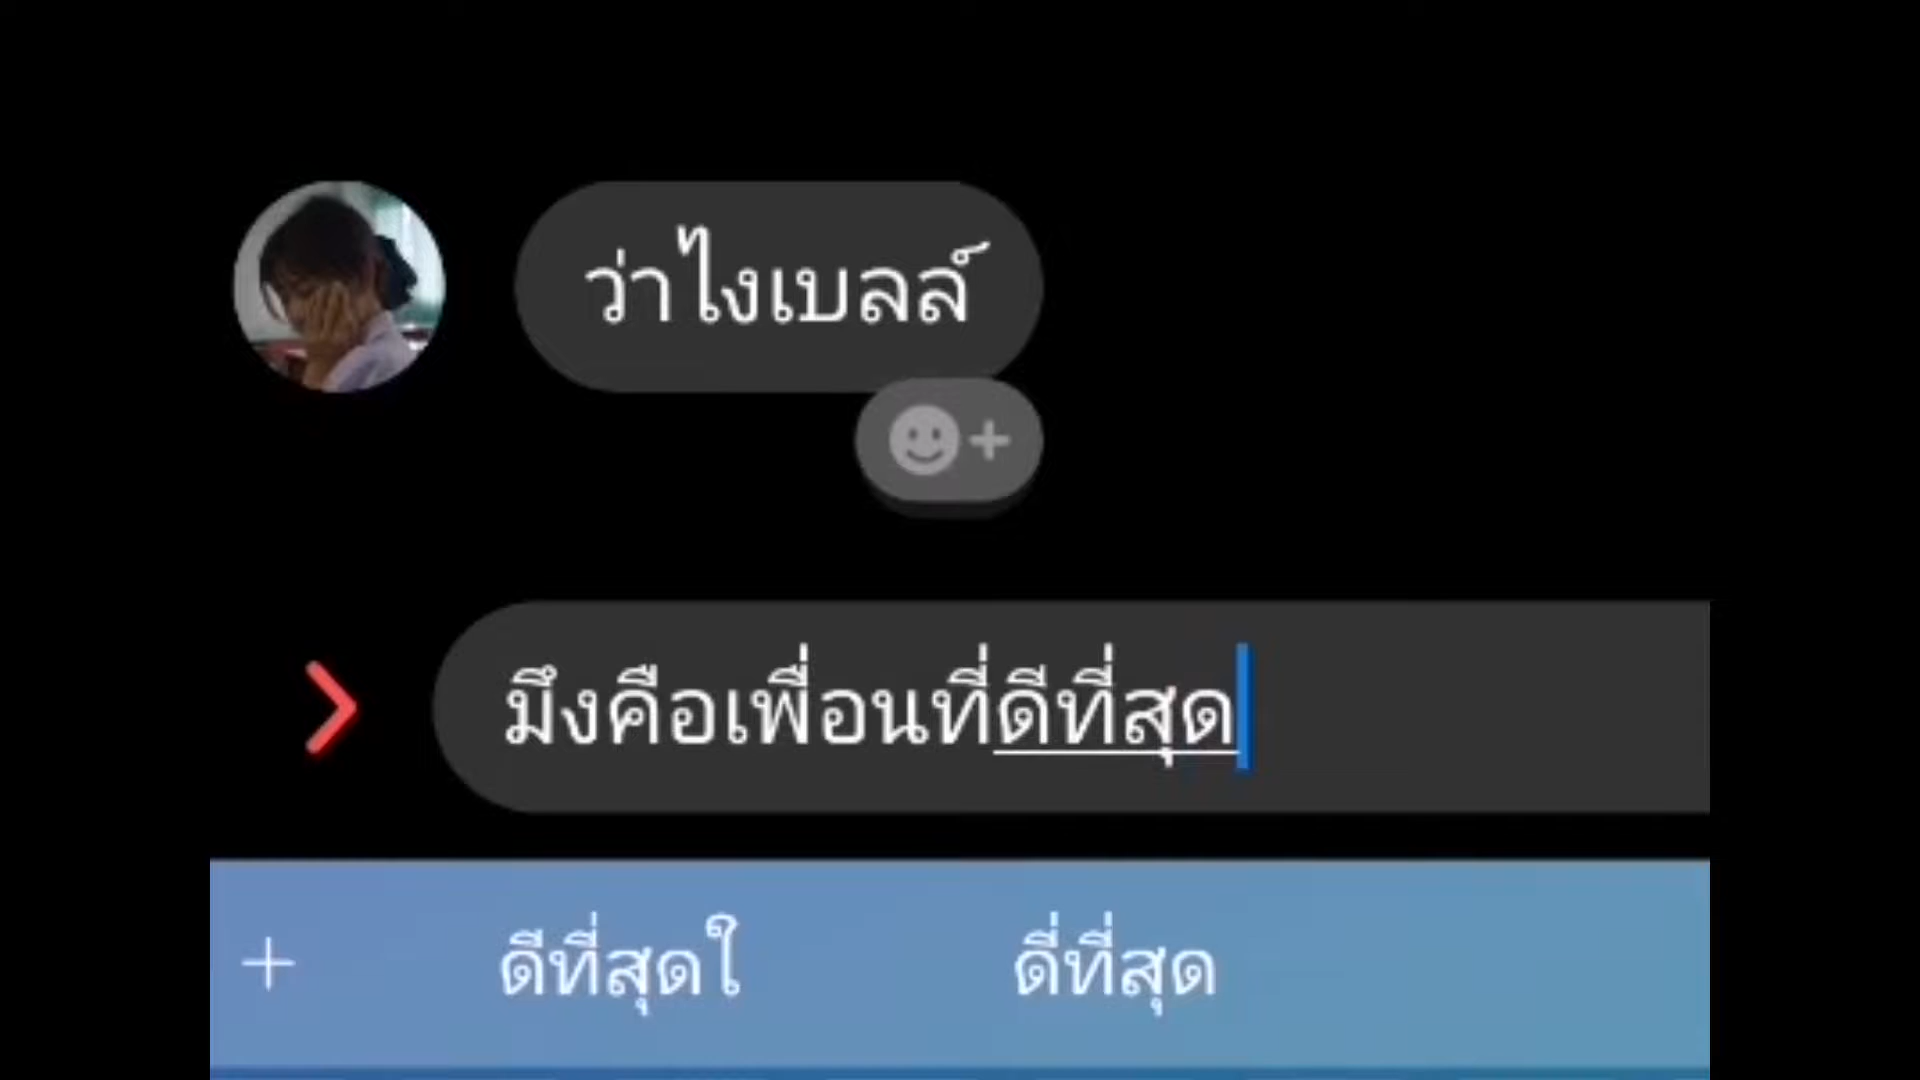 ว่าไงเบลล์
มึงคือเพื่อนที่ดีที่สุด
ดีที่สุดใ ดี่ที่สุด